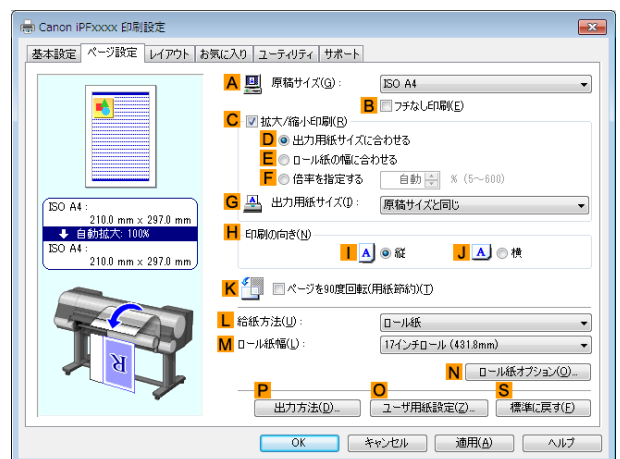 Canon iPFxxxx 印刷設定
基本設定 ページ設定 レイアウト お気に入り ユーティリティ サポート
A 原稿サイズ(G) : ISO A4
B フチなし印刷(E)
C 拡大/縮小印刷(R)
D 出力用紙サイズに合わせる
E ロール紙の幅に合わせる
F 倍率を指定する 自動 % (5～600)
G A 出力用紙サイズ(I) : 原稿サイズと同じ
ISO A4 :
210.0 mm x 297.0 mm
自動拡大: 100%
ISO A4 :
210.0 mm x 297.0 mm
H 印刷の向き(N)
I A 縦 J A 横
K ページを90度回転(用紙節約)(T)
L 給紙方法(U) : ロール紙
M ロール紙幅(L) : 17インチロール (431.8mm)
R
N ロール紙オプション(O)...
P O S
出力方法(D)... ユーザ用紙設定(Z)... 標準に戻す(F)
OK キャンセル 適用(A) ヘルプ